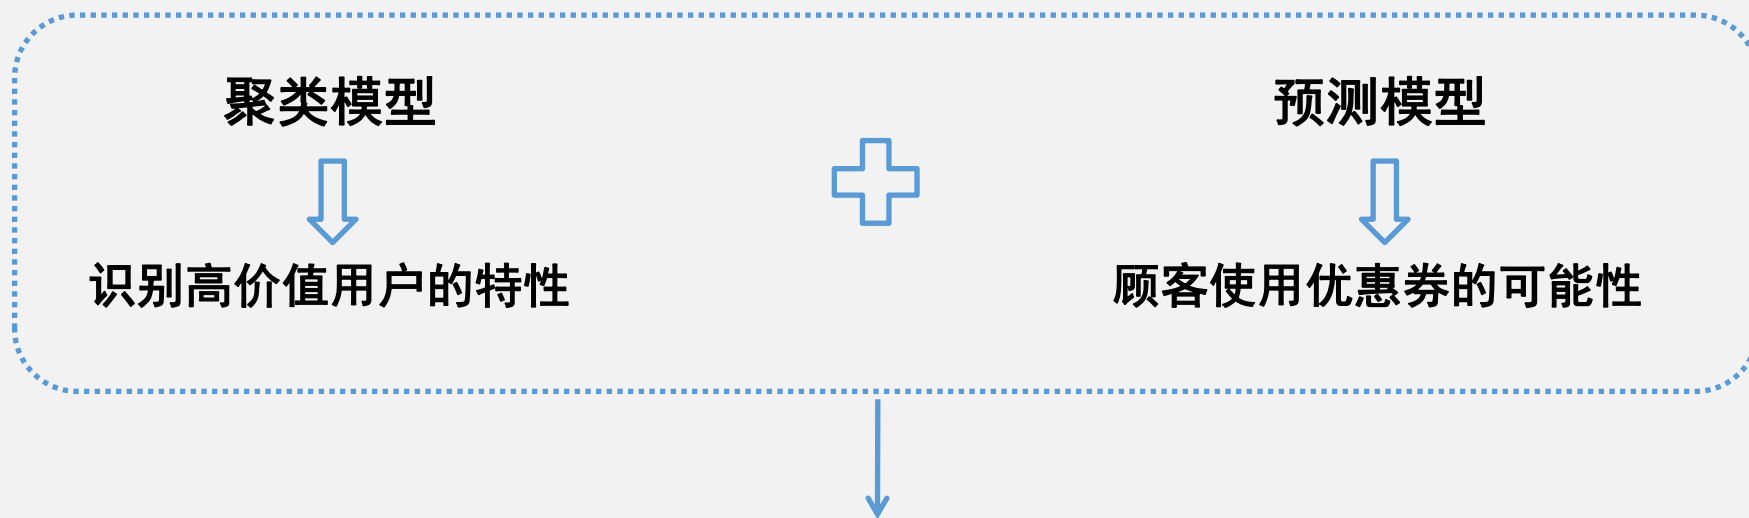 聚类模型
预测模型
识别高价值用户的特性
顾客使用优惠券的可能性